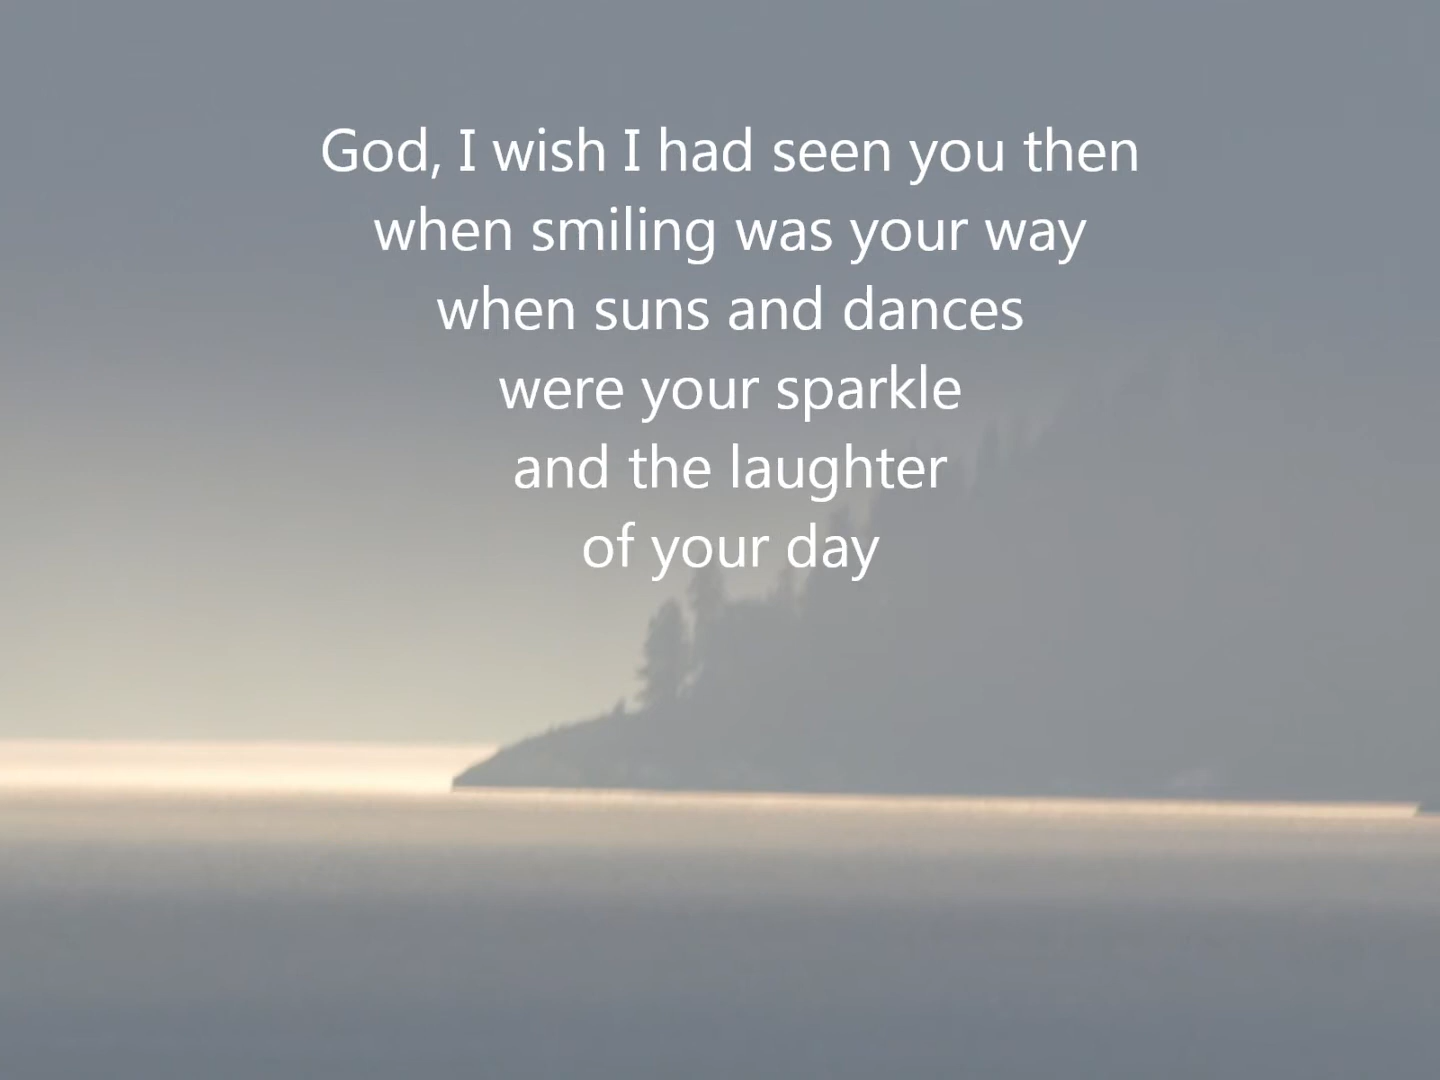 God, I wish I had seen you then
when smiling was your way
when suns and dances
were your sparkle
and the laughter
of your day